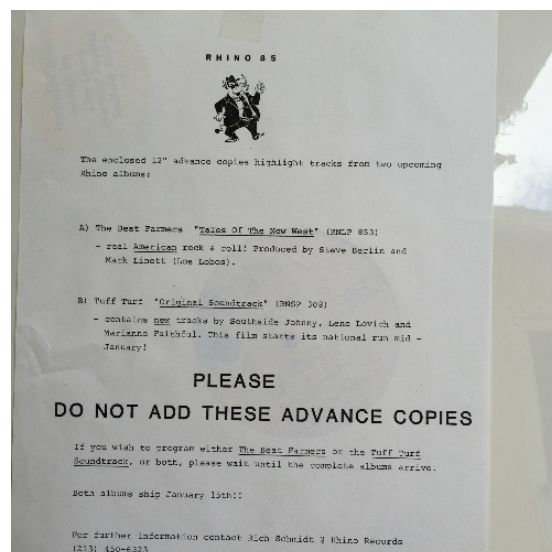 RHINO 85
The enclosed 12" advance copies highlight tracks from two upcoming
Rhino albums:
A) The Beat Farmers "Tales Of The New West" (RNLP 853)
- real American rock & roll! Produced by Steve Berlin and
Mark Linett (Los Lobos).
B) Tuff Turf "Original Soundtrack" (RNSP 308)
- contains new tracks by Southside Johnny, Lene Lovich and
Marianne Faithful. This film starts its national run mid -
January!
PLEASE
DO NOT ADD THESE ADVANCE COPIES
If you wish to program either The Beat Farmers or the Tuff Turf
Soundtrack, or both, please wait until the complete albums arrive.
Both albums ship January 15th!!
For further information contact Rich Schmidt @ Rhino Records
(213) 450-6323